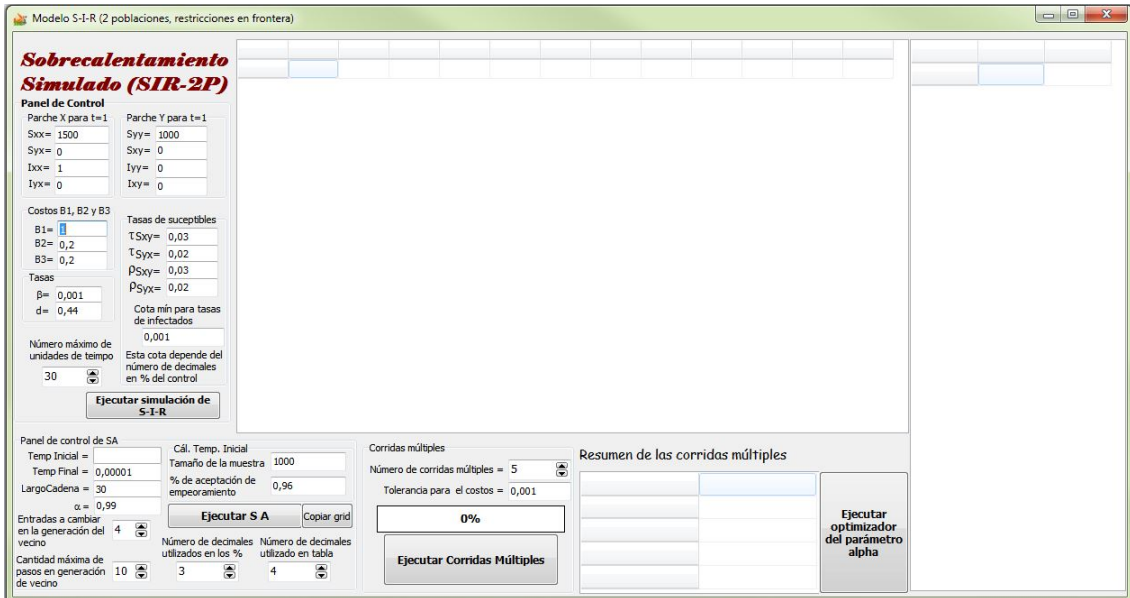 Modelo S-I-R (2 poblaciones, restricciones en frontera)
Sobrecalentamiento
Simulado (SIR-2P)
Panel de Control
Parche X para t=1
Sxx= 1500
Syx= 0
Ixx= 1
Iyx= 0
Parche Y para t=1
Syy= 1000
Sxy= 0
Iyy= 0
Ixy= 0
Costos B1, B2 y B3
B1= 1
B2= 0,2
B3= 0,2
Tasas
β= 0,001
d= 0,44
Número máximo de
unidades de teimpo
30
Tasas de suceptibles
τSxy= 0,03
τSyx= 0,02
ρSxy= 0,03
ρSyx= 0,02
Cota mín para tasas
de infectados
0,001
Esta cota depende del
número de decimales
en % del control
Ejecutar simulación de
S-I-R
Panel de control de SA
Temp Inicial =
Temp Final = 0,00001
LargoCadena = 30
α = 0,99
Entradas a cambiar
en la generación del
vecino
4
Cantidad máxima de
pasos en generación
de vecino
10
Cál. Temp. Inicial
Tamaño de la muestra 1000
% de aceptación de
empeoramiento
0,96
Ejecutar S A
Copiar grid
Número de decimales
utilizados en los %
3
Número de decimales
utilizado en tabla
4
Corridas múltiples
Número de corridas múltiples = 5
Tolerancia para el costos = 0,001
0%
Ejecutar Corridas Múltiples
Resumen de las corridas múltiples
Ejecutar
optimizador
del parámetro
alpha